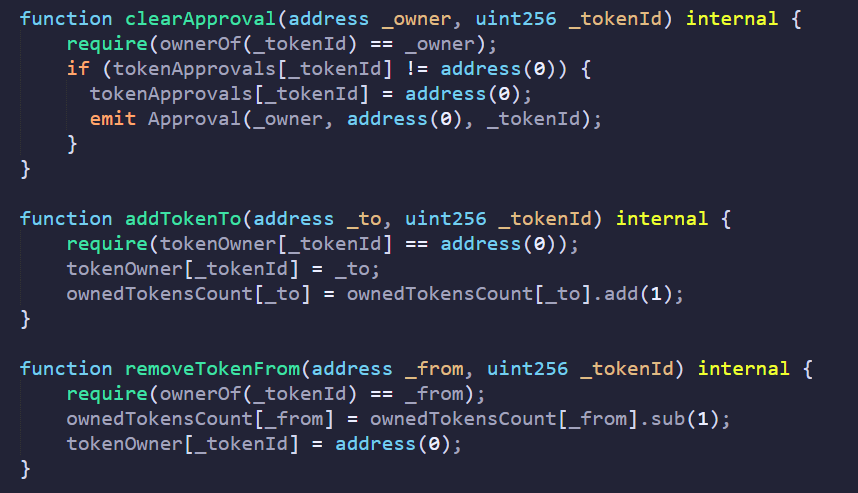 function clearApproval(address _owner, uint256 _tokenId) internal {
    require(ownerOf(_tokenId) == _owner);
    if (tokenApprovals[_tokenId] != address(0)) {
      tokenApprovals[_tokenId] = address(0);
      emit Approval(_owner, address(0), _tokenId);
    }
}

function addTokenTo(address _to, uint256 _tokenId) internal {
    require(tokenOwner[_tokenId] == address(0));
    tokenOwner[_tokenId] = _to;
    ownedTokensCount[_to] = ownedTokensCount[_to].add(1);
}

function removeTokenFrom(address _from, uint256 _tokenId) internal {
    require(ownerOf(_tokenId) == _from);
    ownedTokensCount[_from] = ownedTokensCount[_from].sub(1);
    tokenOwner[_tokenId] = address(0);
}